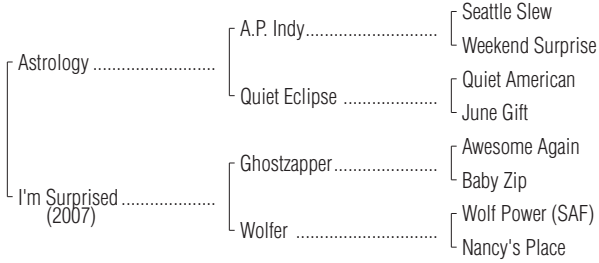 Seattle Slew
A.P. Indy
Weekend Surprise
Astrology
Quiet American
Quiet Eclipse
June Gift
Awesome Again
Ghostzapper
Baby Zip
I'm Surprised
(2007)
Wolf Power (SAF)
Wolfer
Nancy's Place